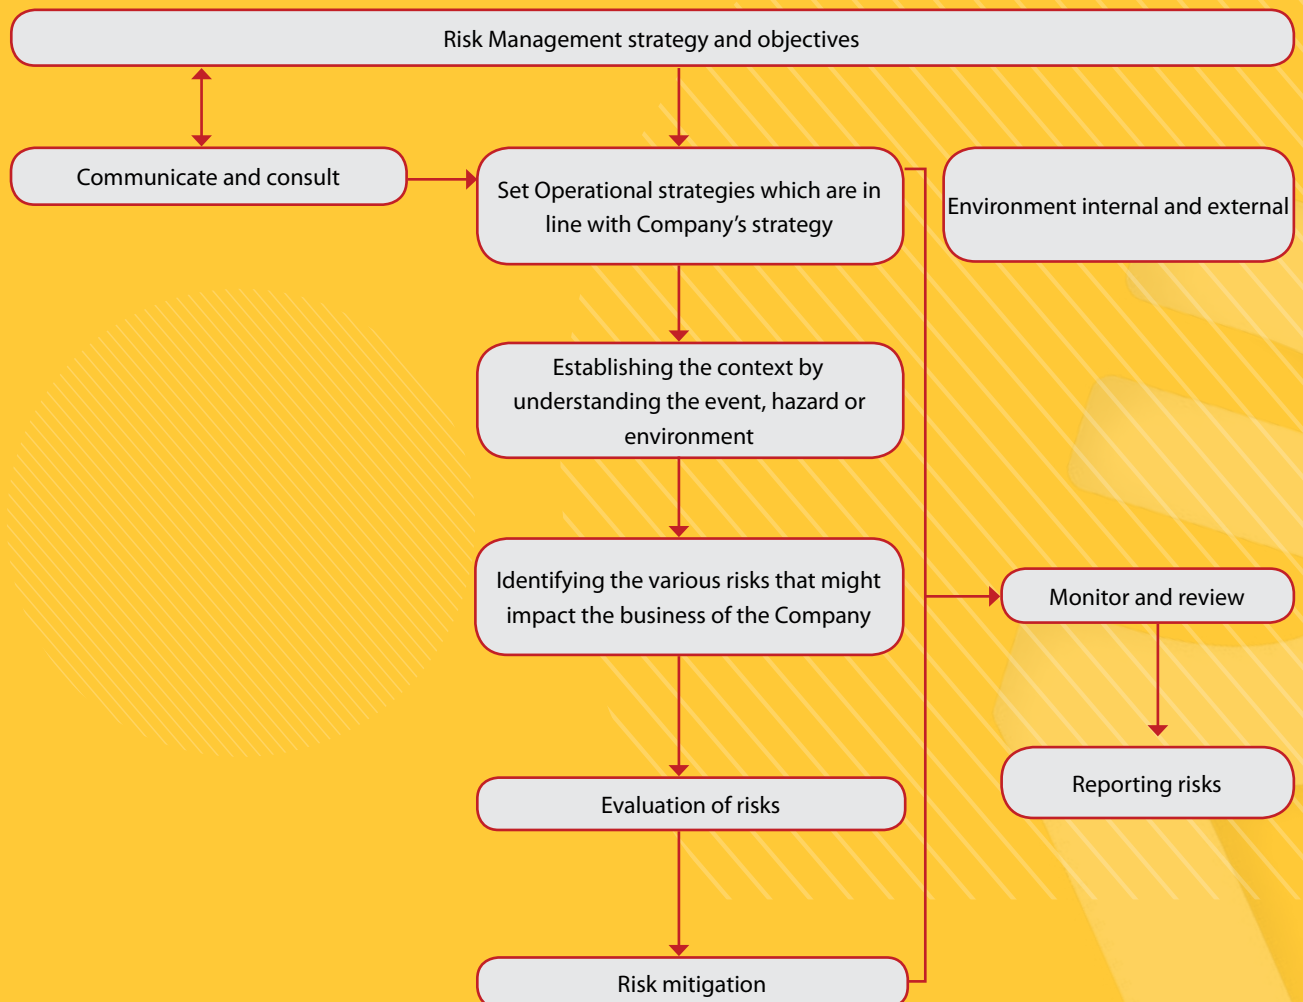 Risk Management strategy and objectives
Communicate and consult
Set Operational strategies which are in
line with Company’s strategy
Environment internal and external
Establishing the context by
understanding the event, hazard or
environment
Identifying the various risks that might
impact the business of the Company
Monitor and review
Reporting risks
Evaluation of risks
Risk mitigation